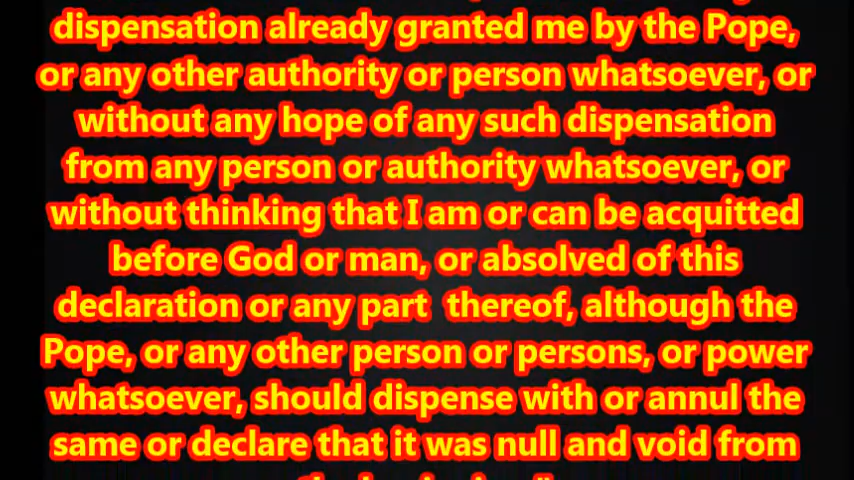 dispensation already granted me by the Pope,
or any other authority or person whatsoever, or
without any hope of any such dispensation
from any person or authority whatsoever, or
without thinking that I am or can be acquitted
before God or man, or absolved of this
declaration or any part thereof, although the
Pope, or any other person or persons, or power
whatsoever, should dispense with or annul the
same or declare that it was null and void from